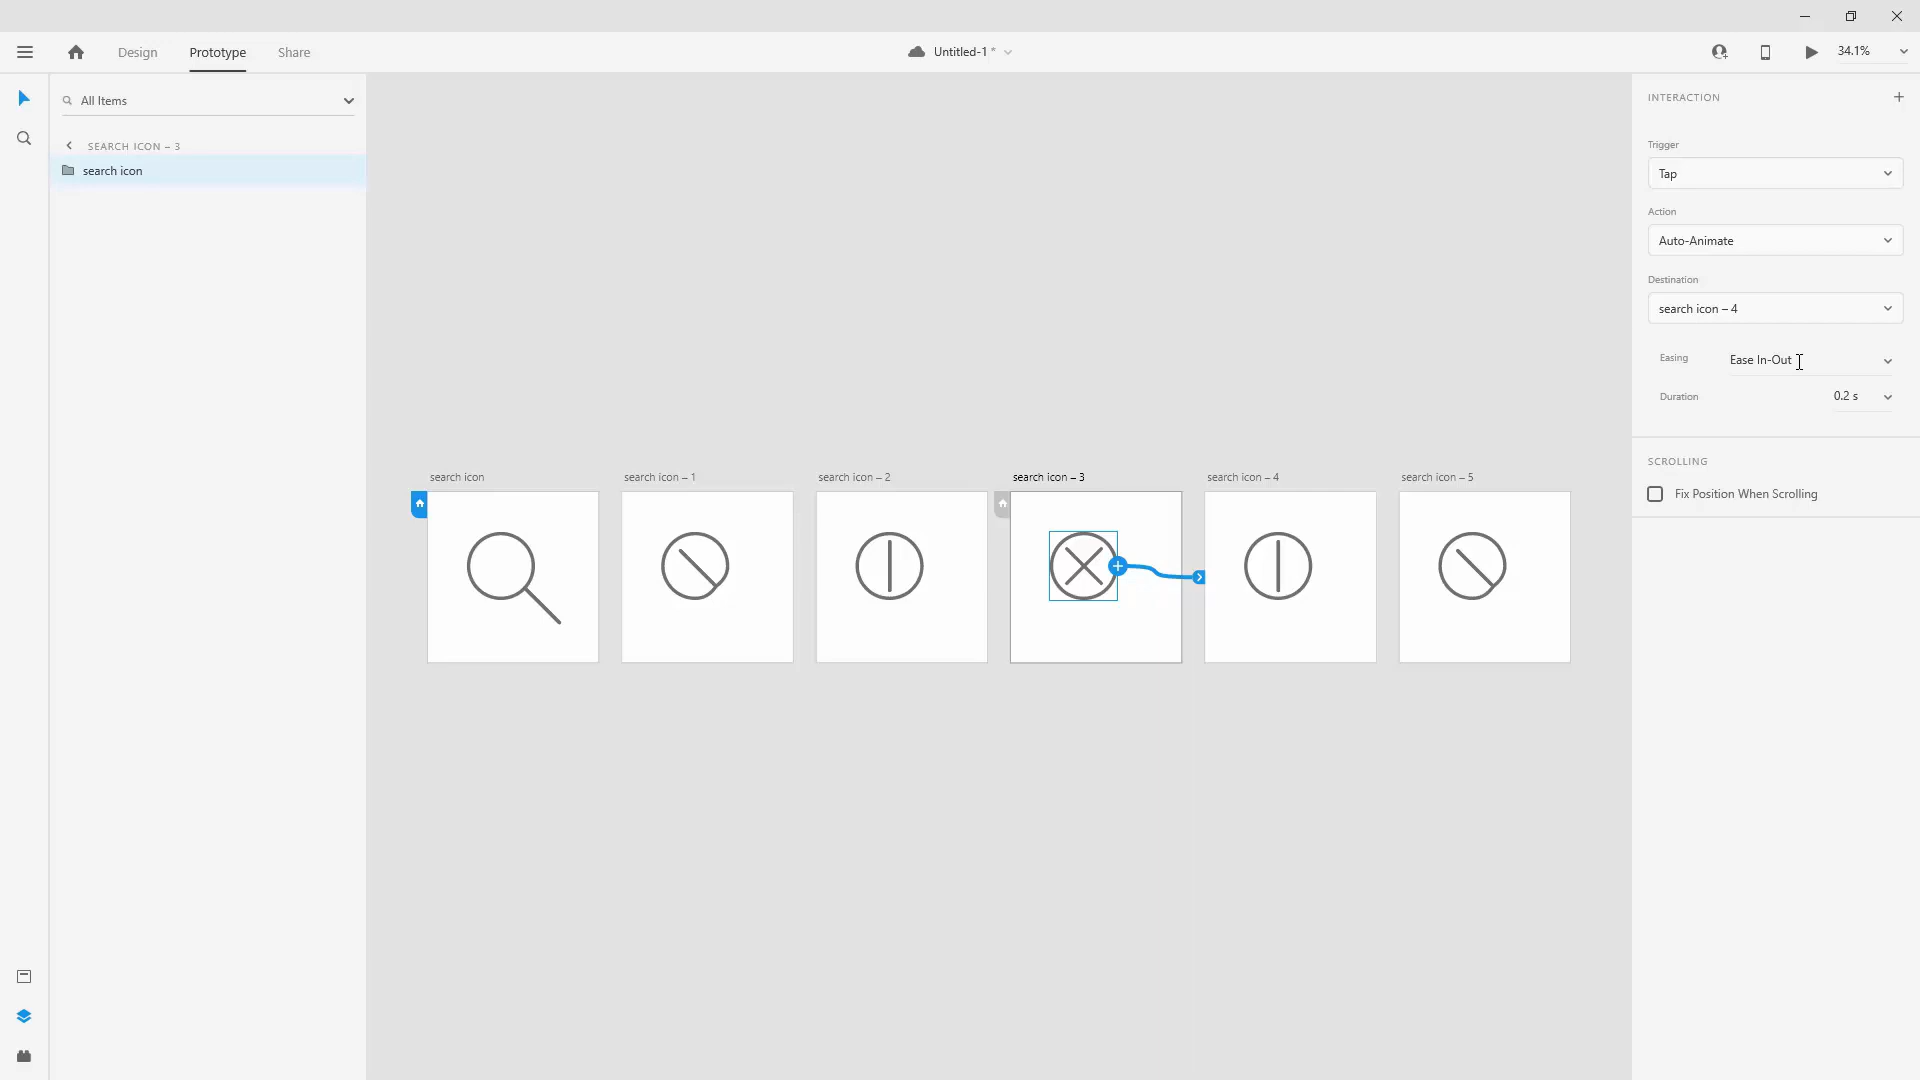 Design Prototype Share
Untitled-1 *
34.1%
All Items
SEARCH ICON – 3
search icon
INTERACTION
Trigger
Tap
Action
Auto-Animate
Destination
search icon – 4
Easing Ease In-Out
Duration 0.2 s
SCROLLING
Fix Position When Scrolling
search icon
search icon – 1
search icon – 2
search icon – 3
search icon – 4
search icon – 5